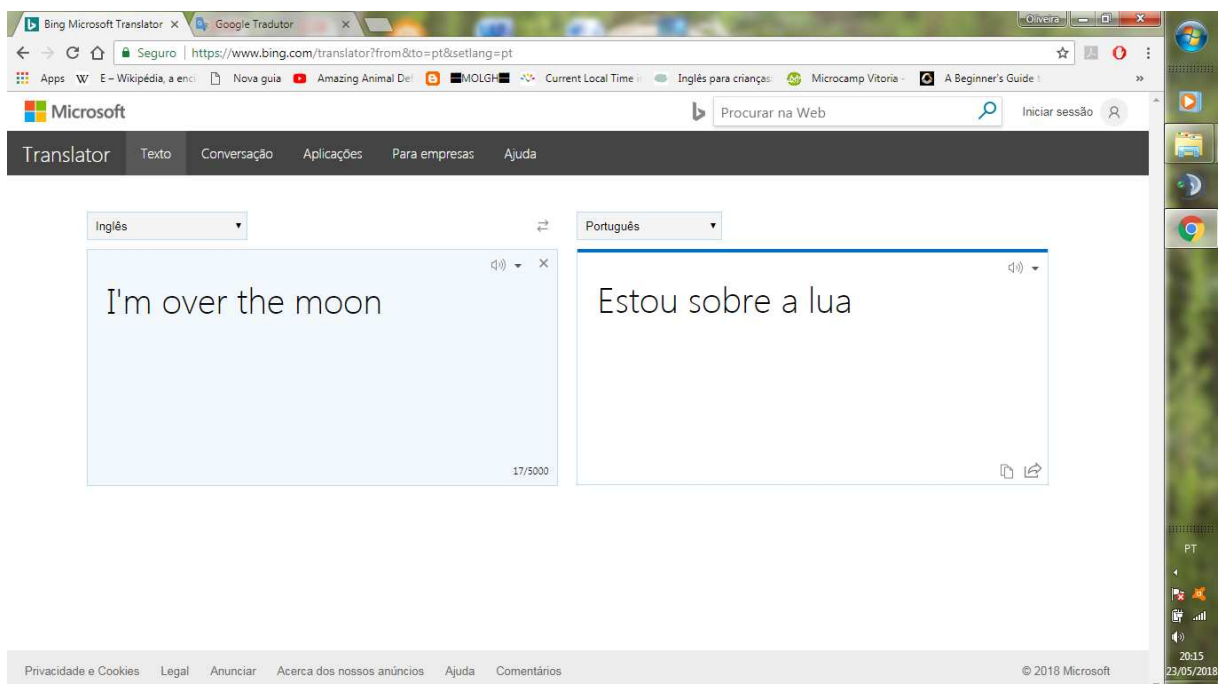 Bing Microsoft Translator
Google Tradutor
Oliveira
Seguro | https://www.bing.com/translator?from&to=pt&setlang=pt
Apps W E – Wikipédia, a enci Nova guia Amazing Animal Def MOLGH Current Local Time i Inglês para crianças: Microcamp Vitoria - A Beginner's Guide t »
Microsoft
Procurar na Web
Iniciar sessão
Translator Texto Conversação Aplicações Para empresas Ajuda
Inglês
Português
I'm over the moon
Estou sobre a lua
17/5000
PT
Privacidade e Cookies Legal Anunciar Acerca dos nossos anúncios Ajuda Comentários © 2018 Microsoft
20:15
23/05/2018